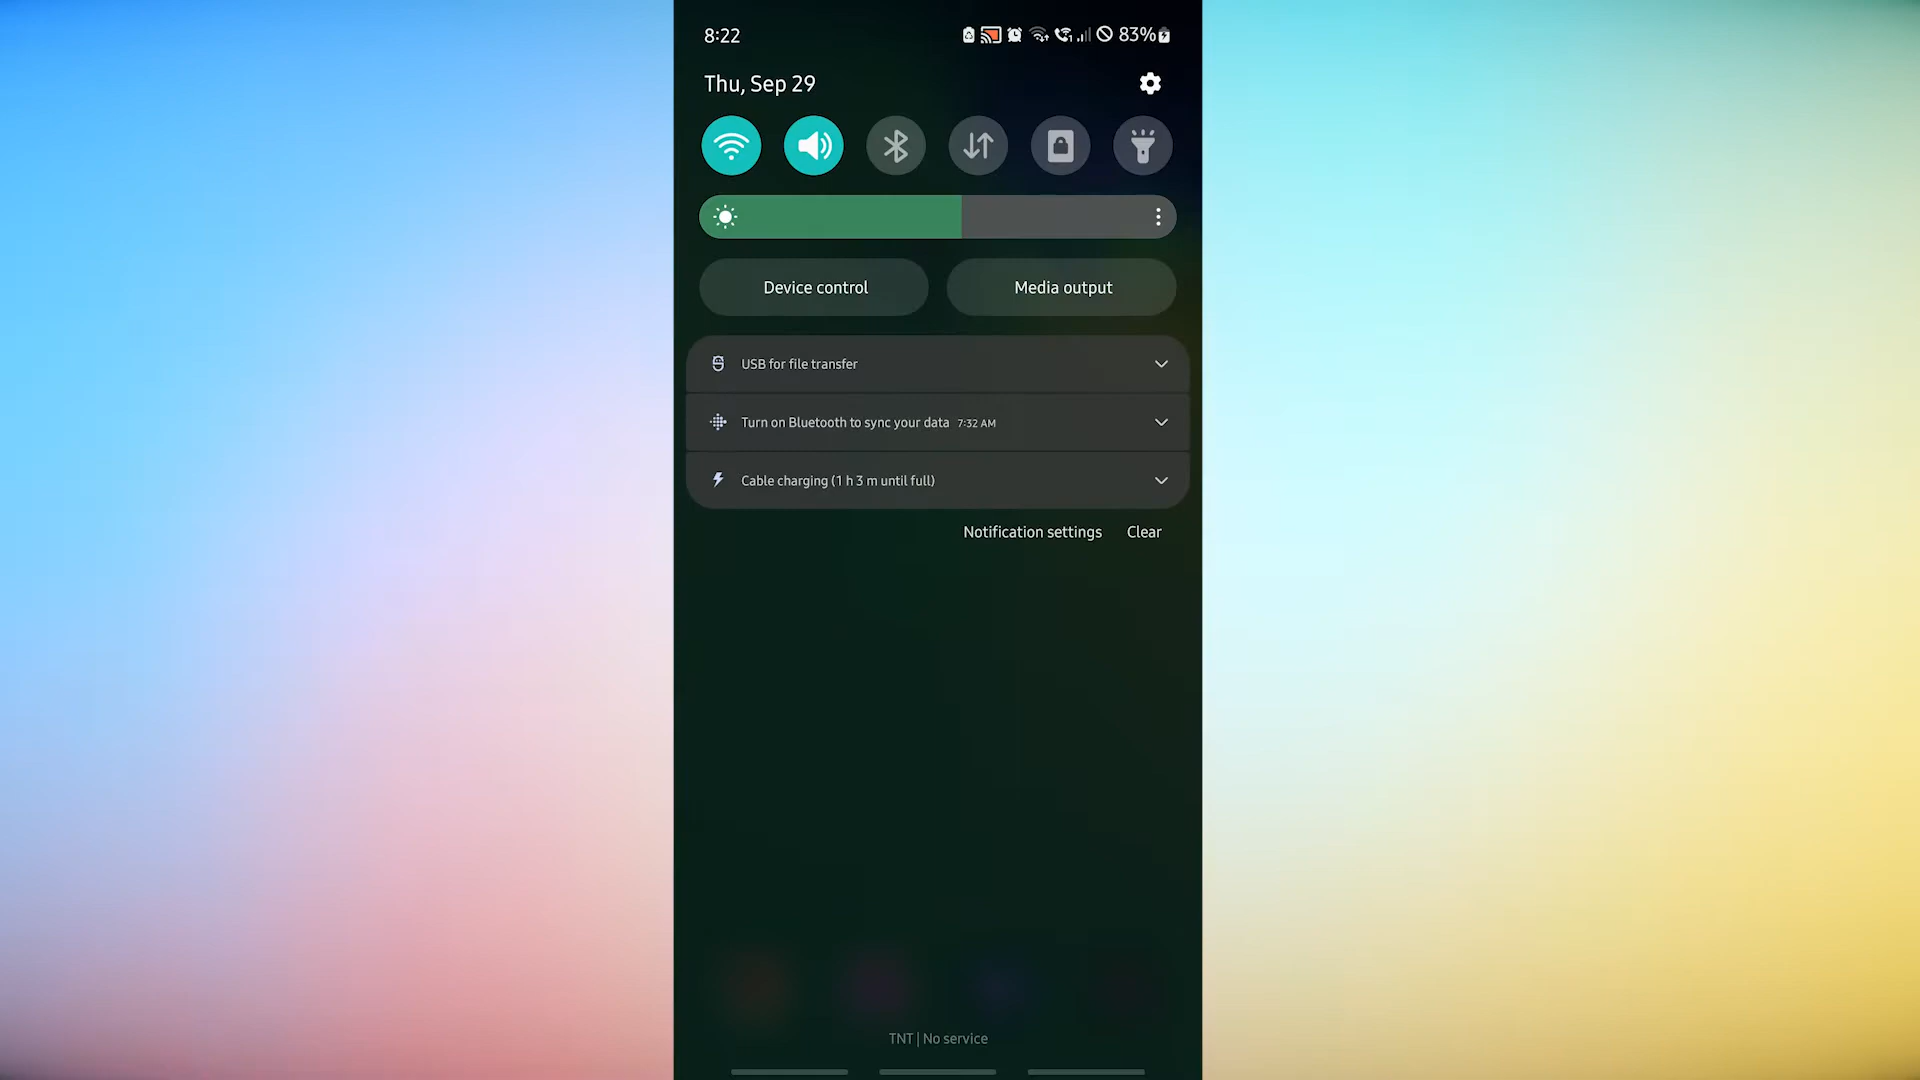 8:22 83%
Thu, Sep 29
Device control Media output
USB for file transfer
Turn on Bluetooth to sync your data 7:32 AM
Cable charging (1 h 3 m until full)
Notification settings Clear
TNT | No service